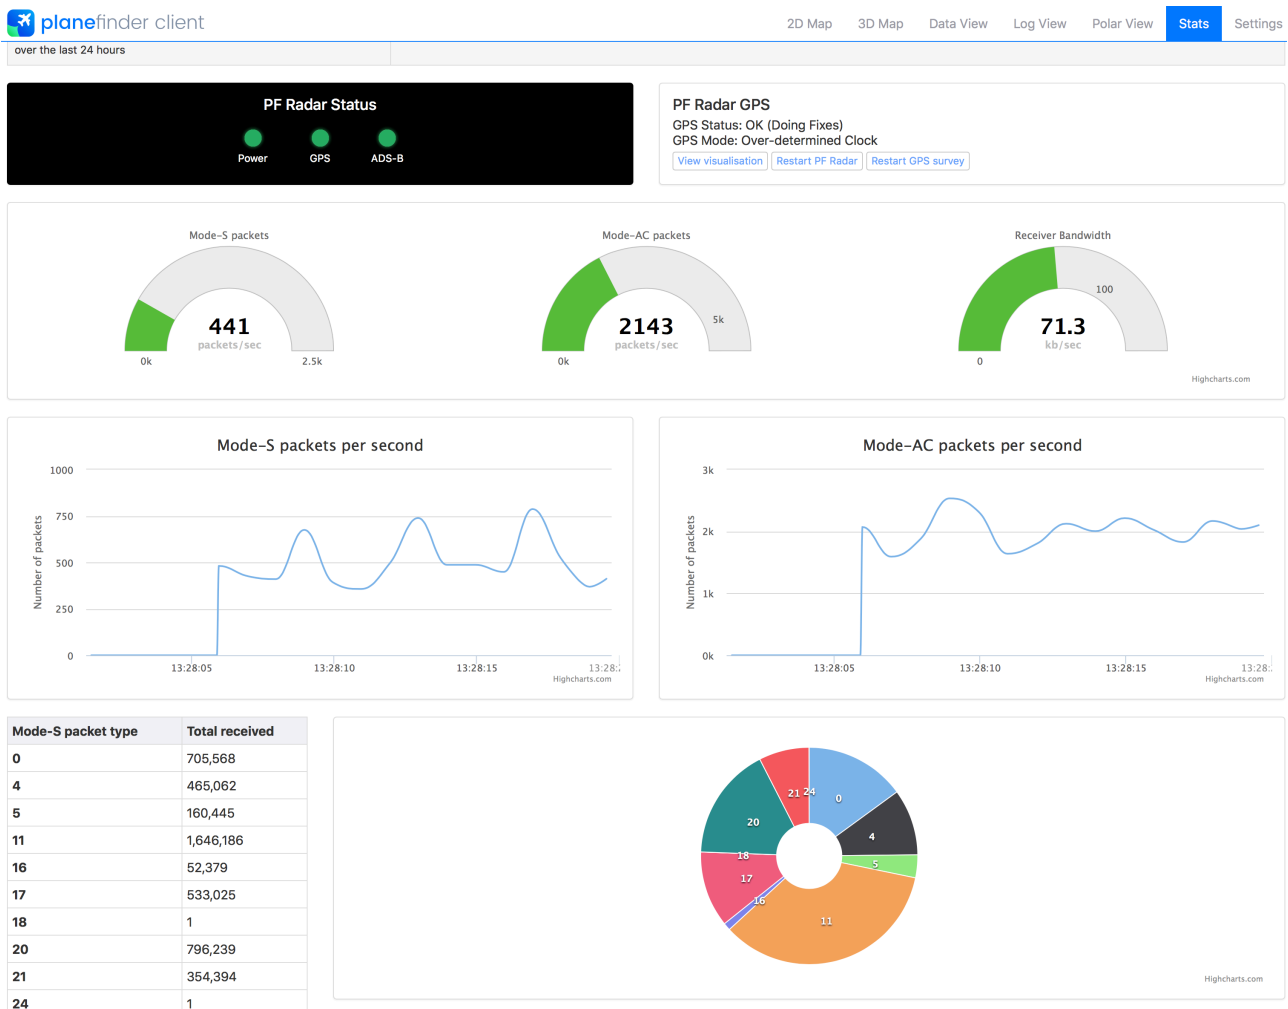 planefinder client
2D Map 3D Map Data View Log View Polar View Stats Settings
over the last 24 hours
PF Radar Status
Power GPS ADS-B
PF Radar GPS
GPS Status: OK (Doing Fixes)
GPS Mode: Over-determined Clock
View visualisation Restart PF Radar Restart GPS survey
Mode-S packets
441
packets/sec
0k 2.5k
Mode-AC packets
2143
packets/sec
5k
0k
Receiver Bandwidth
100
71.3
kb/sec
0
Highcharts.com
Mode-S packets per second
Number of packets
1000
750
500
250
0
13:28:05 13:28:10 13:28:15 13:28:
Highcharts.com
Mode-AC packets per second
Number of packets
3k
2k
1k
0k
13:28:05 13:28:10 13:28:15 13:28:
Highcharts.com
Mode-S packet type Total received
0 705,568
4 465,062
5 160,445
11 1,646,186
16 52,379
17 533,025
18 1
20 796,239
21 354,394
24 1
21 24 0
20 4
18 5
17
16
11
Highcharts.com